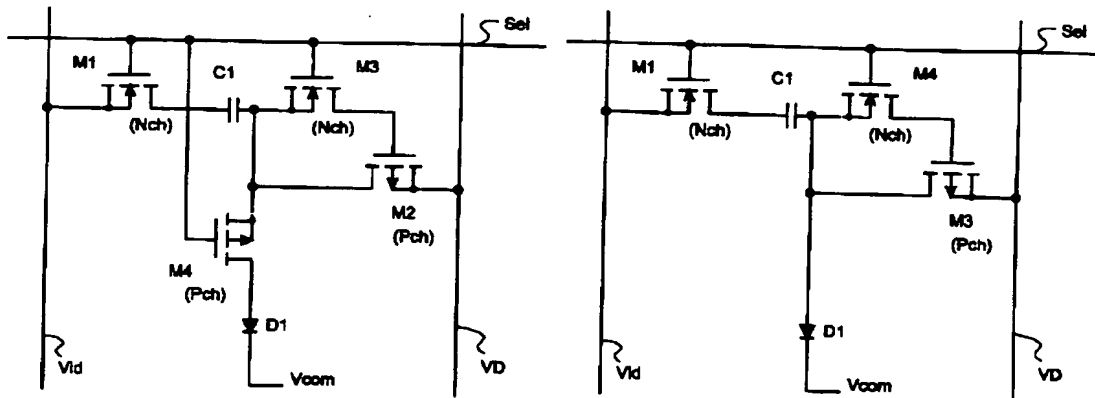 Sel
M1
C1
M3
(Nch)
(Nch)
M2
(Pch)
M4
(Pch)
D1
Vid
VD
Vcom
Sel
M1
C1
M4
(Nch)
M3
(Pch)
D1
Vid
VD
Vcom